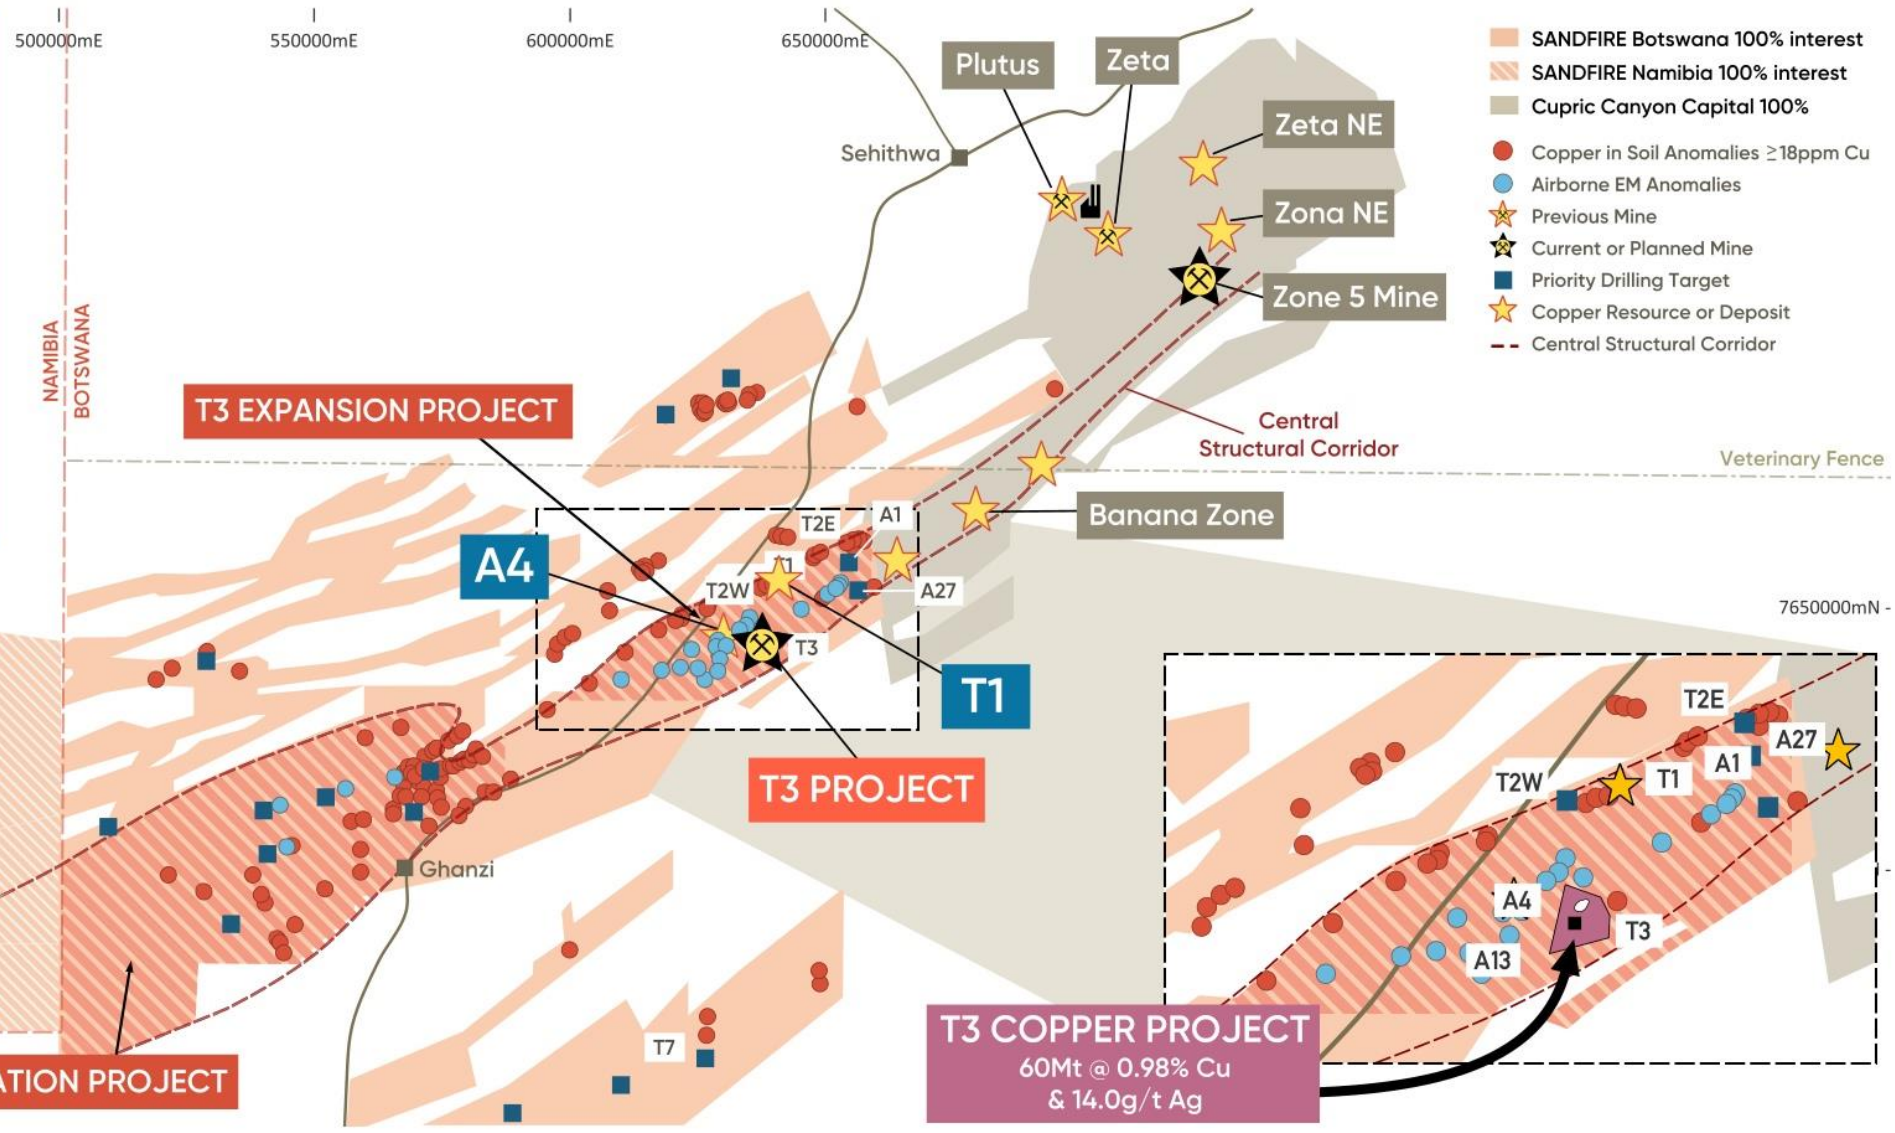 500000mE
550000mE
600000mE
650000mE
SANDFIRE Botswana 100% interest
SANDFIRE Namibia 100% interest
Cupric Canyon Capital 100%
Copper in Soil Anomalies ≥18ppm Cu
Airborne EM Anomalies
Previous Mine
Current or Planned Mine
Priority Drilling Target
Copper Resource or Deposit
Central Structural Corridor
Plutus
Zeta
Zeta NE
Sehithwa
Zona NE
Zone 5 Mine
NAMIBIA
BOTSWANA
T3 EXPANSION PROJECT
Central
Structural Corridor
Veterinary Fence
Banana Zone
T2E
A1
A4
T2W
A27
T3
T1
7650000mN
T3 PROJECT
Ghanzi
T2E
A27
A1
T1
T2W
A4
T3
A13
T7
ATION PROJECT
T3 COPPER PROJECT
60Mt @ 0.98% Cu
& 14.0g/t Ag